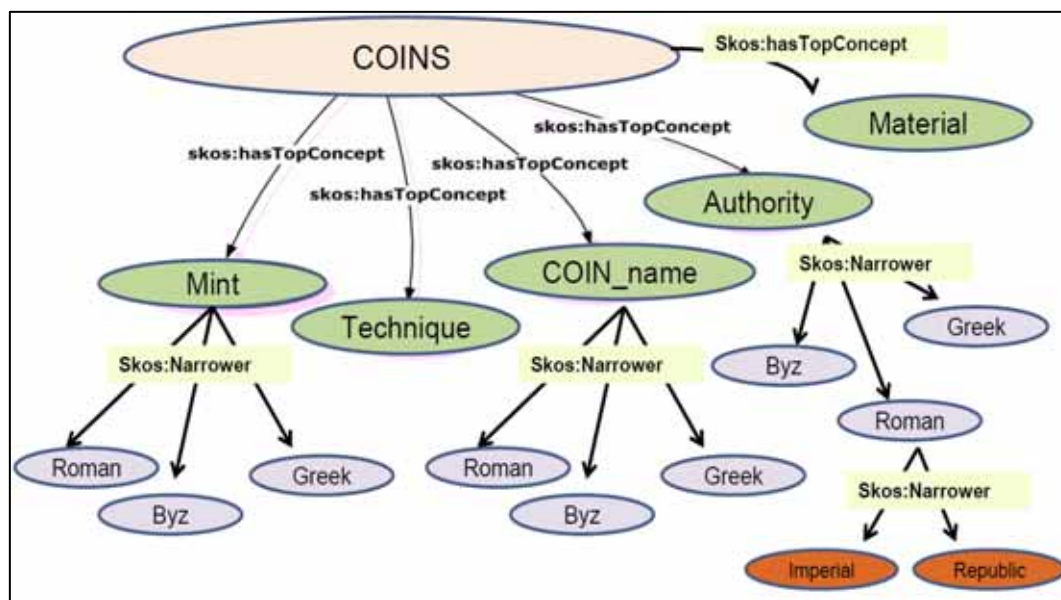 COINS
Skos:hasTopConcept
Material
skos:hasTopConcept
skos:hasTopConcept
skos:hasTopConcept
skos:hasTopConcept
Authority
Mint
COIN_name
Technique
Skos:Narrower
Greek
Skos:Narrower
Skos:Narrower
Byz
Roman
Roman
Greek
Byz
Roman
Greek
Byz
Skos:Narrower
Imperial
Republic